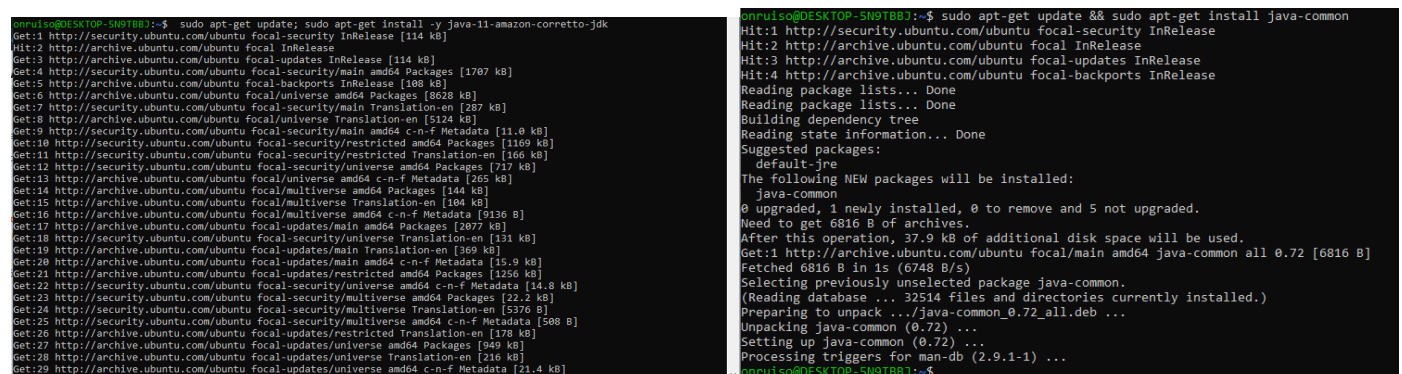 onruiso@DESKTOP-5N9TBBJ:~$  sudo apt-get update; sudo apt-get install -y java-11-amazon-corretto-jdk
Get:1 http://security.ubuntu.com/ubuntu focal-security InRelease [114 kB]
Hit:2 http://archive.ubuntu.com/ubuntu focal InRelease
Get:3 http://archive.ubuntu.com/ubuntu focal-updates InRelease [114 kB]
Get:4 http://security.ubuntu.com/ubuntu focal-security/main amd64 Packages [1707 kB]
Get:5 http://archive.ubuntu.com/ubuntu focal-backports InRelease [108 kB]
Get:6 http://archive.ubuntu.com/ubuntu focal/universe amd64 Packages [8628 kB]
Get:7 http://security.ubuntu.com/ubuntu focal-security/main Translation-en [287 kB]
Get:8 http://archive.ubuntu.com/ubuntu focal/universe Translation-en [5124 kB]
Get:9 http://security.ubuntu.com/ubuntu focal-security/main amd64 c-n-f Metadata [11.0 kB]
Get:10 http://security.ubuntu.com/ubuntu focal-security/restricted amd64 Packages [1169 kB]
Get:11 http://security.ubuntu.com/ubuntu focal-security/restricted Translation-en [166 kB]
Get:12 http://security.ubuntu.com/ubuntu focal-security/universe amd64 Packages [717 kB]
Get:13 http://archive.ubuntu.com/ubuntu focal/universe amd64 c-n-f Metadata [265 kB]
Get:14 http://archive.ubuntu.com/ubuntu focal/multiverse amd64 Packages [144 kB]
Get:15 http://archive.ubuntu.com/ubuntu focal/multiverse Translation-en [104 kB]
Get:16 http://archive.ubuntu.com/ubuntu focal/multiverse amd64 c-n-f Metadata [9136 B]
Get:17 http://archive.ubuntu.com/ubuntu focal-updates/main amd64 Packages [2077 kB]
Get:18 http://security.ubuntu.com/ubuntu focal-security/universe Translation-en [131 kB]
Get:19 http://archive.ubuntu.com/ubuntu focal-updates/main Translation-en [369 kB]
Get:20 http://archive.ubuntu.com/ubuntu focal-updates/main amd64 c-n-f Metadata [15.9 kB]
Get:21 http://archive.ubuntu.com/ubuntu focal-updates/restricted amd64 Packages [1256 kB]
Get:22 http://security.ubuntu.com/ubuntu focal-security/universe amd64 c-n-f Metadata [14.8 kB]
Get:23 http://security.ubuntu.com/ubuntu focal-security/multiverse amd64 Packages [22.2 kB]
Get:24 http://security.ubuntu.com/ubuntu focal-security/multiverse Translation-en [5376 B]
Get:25 http://security.ubuntu.com/ubuntu focal-security/multiverse amd64 c-n-f Metadata [508 B]
Get:26 http://archive.ubuntu.com/ubuntu focal-updates/restricted Translation-en [178 kB]
Get:27 http://archive.ubuntu.com/ubuntu focal-updates/universe amd64 Packages [949 kB]
Get:28 http://archive.ubuntu.com/ubuntu focal-updates/universe Translation-en [216 kB]
Get:29 http://archive.ubuntu.com/ubuntu focal-updates/universe amd64 c-n-f Metadata [21.4 kB]
onruiso@DESKTOP-5N9TBBJ:~$ sudo apt-get update && sudo apt-get install java-common
Hit:1 http://security.ubuntu.com/ubuntu focal-security InRelease
Hit:2 http://archive.ubuntu.com/ubuntu focal InRelease
Hit:3 http://archive.ubuntu.com/ubuntu focal-updates InRelease
Hit:4 http://archive.ubuntu.com/ubuntu focal-backports InRelease
Reading package lists... Done
Reading package lists... Done
Building dependency tree
Reading state information... Done
Suggested packages:
  default-jre
The following NEW packages will be installed:
  java-common
0 upgraded, 1 newly installed, 0 to remove and 5 not upgraded.
Need to get 6816 B of archives.
After this operation, 37.9 kB of additional disk space will be used.
Get:1 http://archive.ubuntu.com/ubuntu focal/main amd64 java-common all 0.72 [6816 B]
Fetched 6816 B in 1s (6748 B/s)
Selecting previously unselected package java-common.
(Reading database ... 32514 files and directories currently installed.)
Preparing to unpack .../java-common_0.72_all.deb ...
Unpacking java-common (0.72) ...
Setting up java-common (0.72) ...
Processing triggers for man-db (2.9.1-1) ...
onruiso@DESKTOP-5N9TBBJ:~$